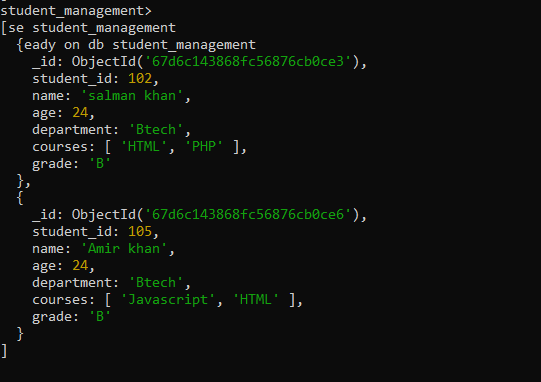 student_management>
[se student_management
{eady on db student_management
_id: ObjectId('67d6c143868fc56876cb0ce3'),
student_id: 102,
name: 'salman khan',
age: 24,
department: 'Btech',
courses: [ 'HTML', 'PHP' ],
grade: 'B'
},
{
_id: ObjectId('67d6c143868fc56876cb0ce6'),
student_id: 105,
name: 'Amir khan',
age: 24,
department: 'Btech',
courses: [ 'Javascript', 'HTML' ],
grade: 'B'
}
]